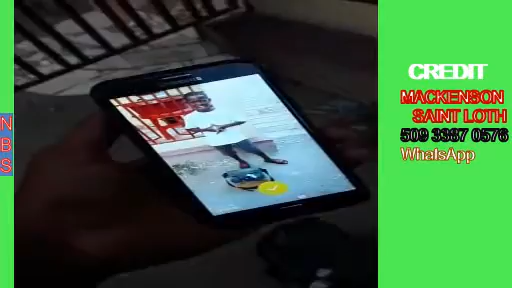 N
B
S
CREDIT
MACKENSON
SAINT LOTH
509 3337 0576
WhatsApp